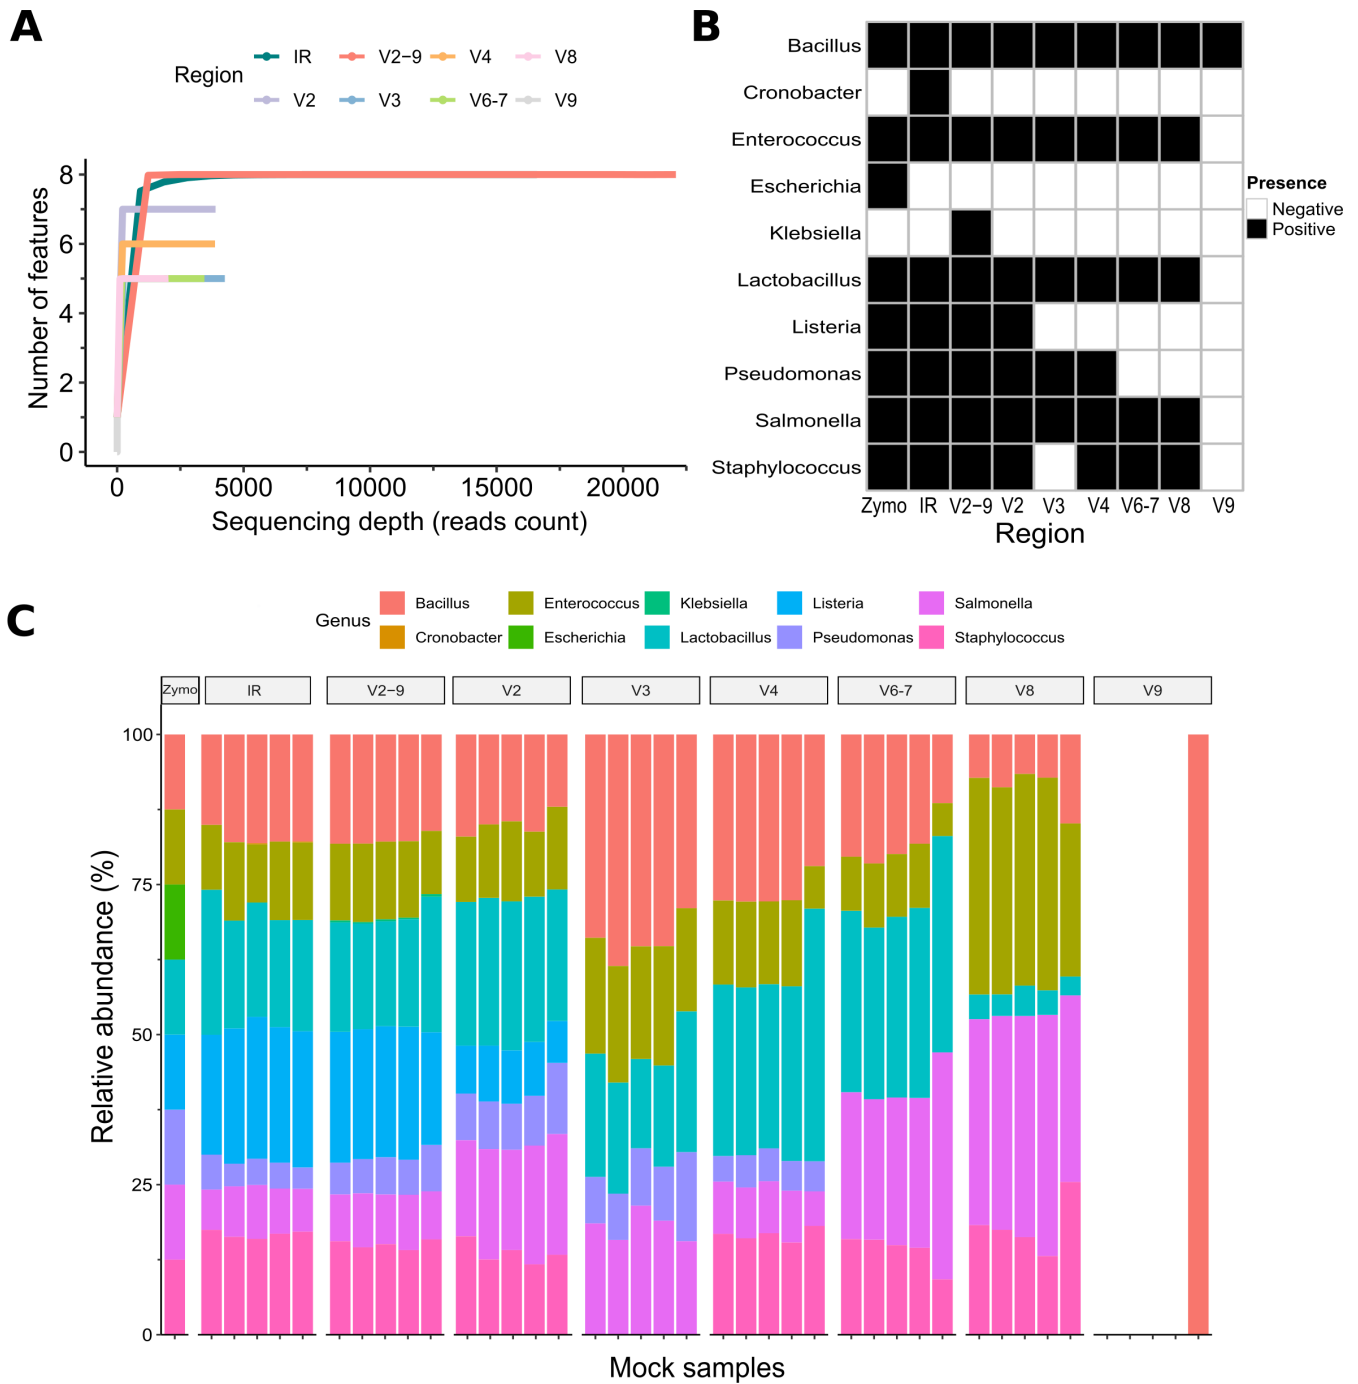 A
Region
IR
V2−9
V4
V8
V2
V3
V6-7
V9
Number of features
8
6
4
2
0
0
5000
10000
15000
20000
Sequencing depth (reads count)
B
Bacillus
Cronobacter
Enterococcus
Escherichia
Klebsiella
Lactobacillus
Listeria
Pseudomonas
Salmonella
Staphylococcus
Zymo
IR
V2−9
V2
V3
V4
V6-7
V8
V9
Region
Presence
Negative
Positive
C
Genus
Bacillus
Enterococcus
Klebsiella
Listeria
Salmonella
Cronobacter
Escherichia
Lactobacillus
Pseudomonas
Staphylococcus
Zymo
IR
V2−9
V2
V3
V4
V6-7
V8
V9
Relative abundance (%)
100
75
50
25
0
Mock samples